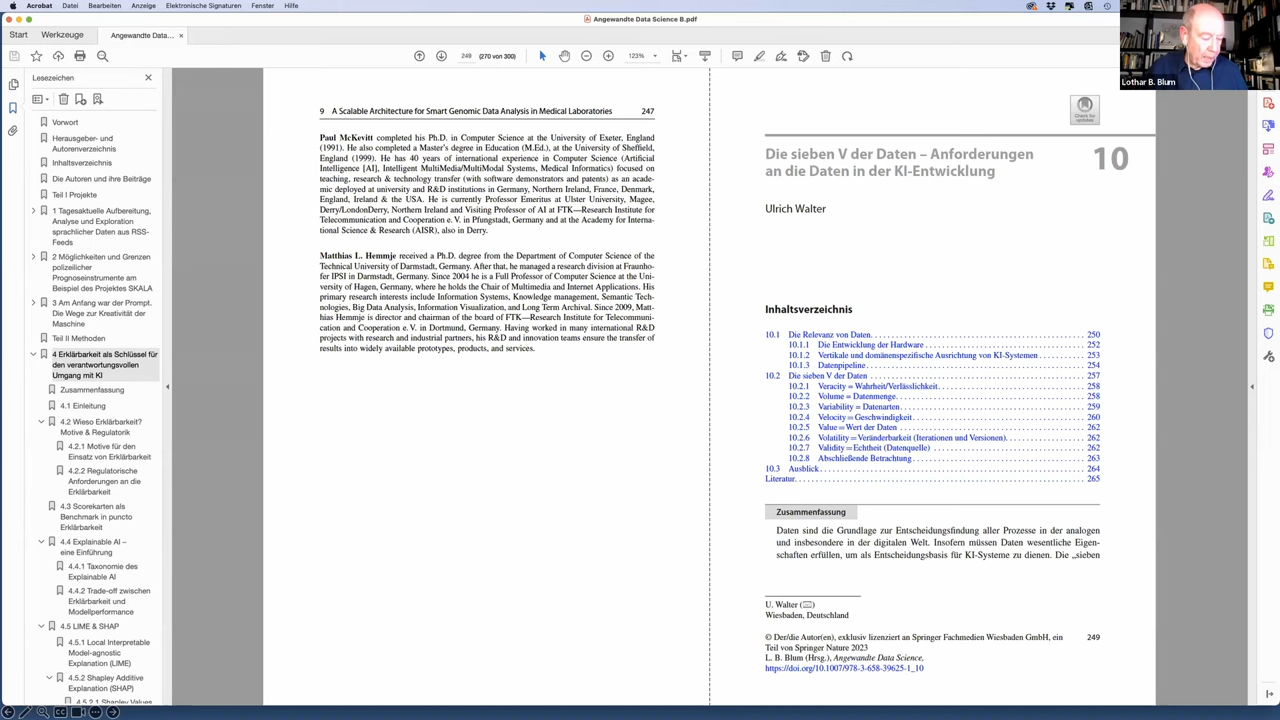 Acrobat Datei Bearbeiten Anzeige Elektronische Signaturen Fenster Hilfe
Angewandte Data Science B.pdf
Start Werkzeuge Angewandte Data... ×
249 (270 von 300) 123%
Lothar B. Blum
Lesezeichen
Vorwort
Herausgeber- und
Autorenverzeichnis
Inhaltsverzeichnis
Die Autoren und ihre Beiträge
Teil I Projekte
1 Tagesaktuelle Aufbereitung,
Analyse und Exploration
sprachlicher Daten aus RSS-
Feeds
2 Möglichkeiten und Grenzen
polizeilicher
Prognoseinstrumente am
Beispiel des Projektes SKALA
3 Am Anfang war der Prompt.
Die Wege zur Kreativität der
Maschine
Teil II Methoden
4 Erklärbarkeit als Schlüssel für
den verantwortungsvollen
Umgang mit KI
Zusammenfassung
4.1 Einleitung
4.2 Wieso Erklärbarkeit?
Motive & Regulatorik
4.2.1 Motive für den
Einsatz von Erklärbarkeit
4.2.2 Regulatorische
Anforderungen an die
Erklärbarkeit
4.3 Scorekarten als
Benchmark in puncto
Erklärbarkeit
4.4 Explainable AI –
eine Einführung
4.4.1 Taxonomie des
Explainable AI
4.4.2 Trade-off zwischen
Erklärbarkeit und
Modellperformance
4.5 LIME & SHAP
4.5.1 Local Interpretable
Model-agnostic
Explanation (LIME)
4.5.2 Shapley Additive
Explanation (SHAP)
4.5.2.1 Shapley Values
9 A Scalable Architecture for Smart Genomic Data Analysis in Medical Laboratories 247
Paul McKevitt completed his Ph.D. in Computer Science at the University of Exeter, England
(1991). He also completed a Master's degree in Education (M.Ed.), at the University of Sheffield,
England (1999). He has 40 years of international experience in Computer Science (Artificial
Intelligence [AI], Intelligent MultiMedia/MultiModal Systems, Medical Informatics) focused on
teaching, research & technology transfer (with software demonstrators and patents) as an acade-
mic deployed at university and R&D institutions in Germany, Northern Ireland, France, Denmark,
England, Ireland & the USA. He is currently Professor Emeritus at Ulster University, Magee,
Derry/LondonDerry, Northern Ireland and Visiting Professor of AI at FTK—Research Institute for
Telecommunication and Cooperation e. V. in Pfungstadt, Germany and at the Academy for Interna-
tional Science & Research (AISR), also in Derry.
Matthias L. Hemmje received a Ph.D. degree from the Department of Computer Science of the
Technical University of Darmstadt, Germany. After that, he managed a research division at Fraunho-
fer IPSI in Darmstadt, Germany. Since 2004 he is a Full Professor of Computer Science at the Uni-
versity of Hagen, Germany, where he holds the Chair of Multimedia and Internet Applications. His
primary research interests include Information Systems, Knowledge management, Semantic Tech-
nologies, Big Data Analysis, Information Visualization, and Long Term Archival. Since 2009, Matt-
hias Hemmje is director and chairman of the board of FTK—Research Institute for Telecommuni-
cation and Cooperation e. V. in Dortmund, Germany. Having worked in many international R&D
projects with research and industrial partners, his R&D and innovation teams ensure the transfer of
results into widely available prototypes, products, and services.
Check for
updates
Die sieben V der Daten – Anforderungen
an die Daten in der KI-Entwicklung
10
Ulrich Walter
Inhaltsverzeichnis
10.1 Die Relevanz von Daten. 250
10.1.1 Die Entwicklung der Hardware 252
10.1.2 Vertikale und domänenspezifische Ausrichtung von KI-Systemen 253
10.1.3 Datenpipeline 254
10.2 Die sieben V der Daten 257
10.2.1 Veracity = Wahrheit/Verlässlichkeit 258
10.2.2 Volume = Datenmenge 258
10.2.3 Variability = Datenarten 259
10.2.4 Velocity = Geschwindigkeit 260
10.2.5 Value = Wert der Daten 262
10.2.6 Volatility = Veränderbarkeit (Iterationen und Versionen) 262
10.2.7 Validity = Echtheit (Datenquelle) 262
10.2.8 Abschließende Betrachtung 263
10.3 Ausblick 264
Literatur 265
Zusammenfassung
Daten sind die Grundlage zur Entscheidungsfindung aller Prozesse in der analogen
und insbesondere in der digitalen Welt. Insofern müssen Daten wesentliche Eigen-
schaften erfüllen, um als Entscheidungsbasis für KI-Systeme zu dienen. Die „sieben
U. Walter (✉)
Wiesbaden, Deutschland
© Der/die Autor(en), exklusiv lizenziert an Springer Fachmedien Wiesbaden GmbH, ein 249
Teil von Springer Nature 2023
L. B. Blum (Hrsg.), Angewandte Data Science,
https://doi.org/10.1007/978-3-658-39625-1_10